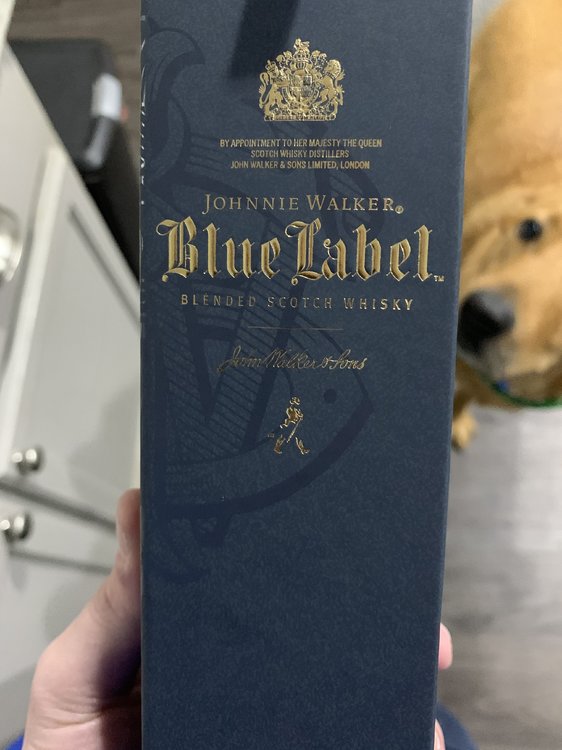 BY APPOINTMENT TO HER MAJESTY THE QUEEN
SCOTCH WHISKY DISTILLERS
JOHN WALKER & SONS LIMITED, LONDON
JOHNNIE WALKER®
Blue Label™
BLENDED SCOTCH WHISKY
John Walker & Sons